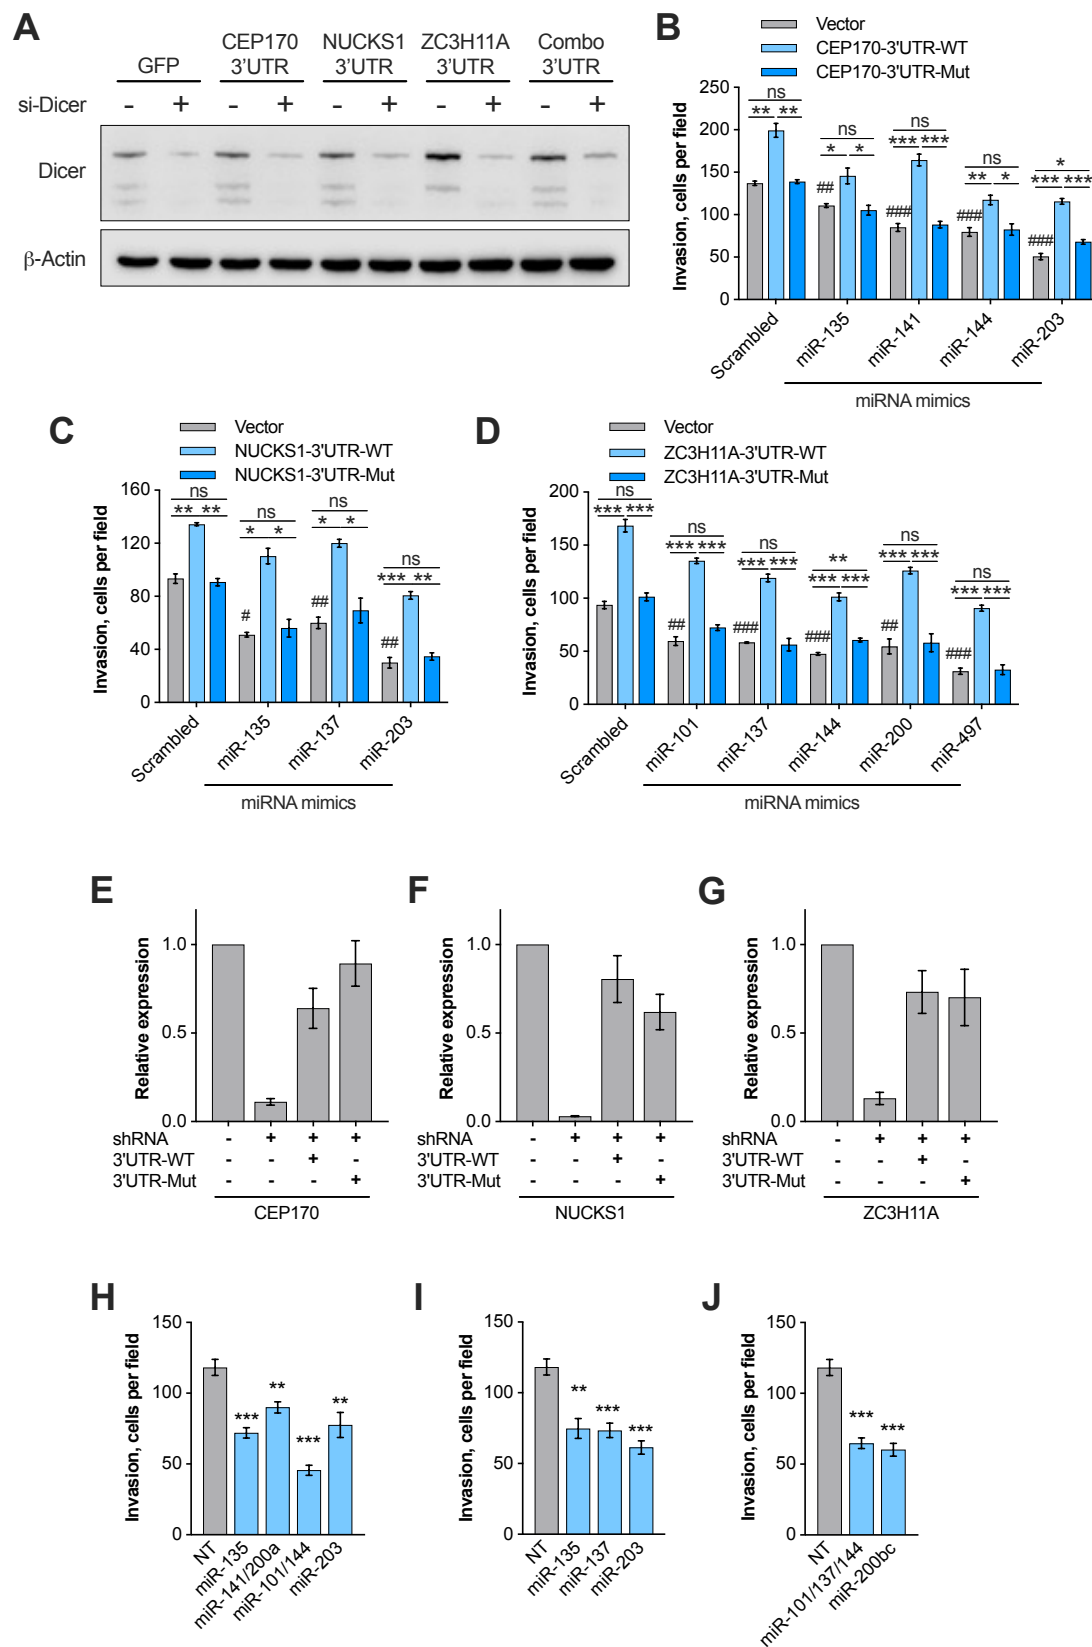 A
GFP
CEP170
3'UTR
NUCKS1
3'UTR
ZC3H11A
3'UTR
Combo
3'UTR
si-Dicer - + - + - + - + - +
Dicer
β-Actin
B
Vector
CEP170-3'UTR-WT
CEP170-3'UTR-Mut
Invasion, cells per field
250
200
150
100
50
0
ns
** **
ns
* *
##
ns
*** ***
###
ns
** *
###
*
*** ***
###
Scrambled
miR-135
miR-141
miR-144
miR-203
miRNA mimics
C
Vector
NUCKS1-3'UTR-WT
NUCKS1-3'UTR-Mut
Invasion, cells per field
160
120
80
40
0
ns
** **
ns
* *
#
ns
* *
##
ns
*** **
##
Scrambled
miR-135
miR-137
miR-203
miRNA mimics
D
Vector
ZC3H11A-3'UTR-WT
ZC3H11A-3'UTR-Mut
Invasion, cells per field
200
150
100
50
0
ns
*** ***
ns
*** ***
##
ns
*** ***
###
**
*** ***
###
ns
*** ***
##
ns
*** ***
###
Scrambled
miR-101
miR-137
miR-144
miR-200
miR-497
miRNA mimics
E
Relative expression
1.0
0.5
0.0
shRNA - + + +
3'UTR-WT - - + -
3'UTR-Mut - - - +
CEP170
F
Relative expression
1.0
0.5
0.0
- + + +
- - + -
- - - +
NUCKS1
G
Relative expression
1.0
0.5
0.0
shRNA - + + +
3'UTR-WT - - + -
3'UTR-Mut - - - +
ZC3H11A
H
Invasion, cells per field
150
100
50
0
***
**
***
**
NT
miR-135
miR-141/200a
miR-101/144
miR-203
I
Invasion, cells per field
150
100
50
0
**
***
***
NT
miR-135
miR-137
miR-203
J
Invasion, cells per field
150
100
50
0
***
***
NT
miR-101/137/144
miR-200bc